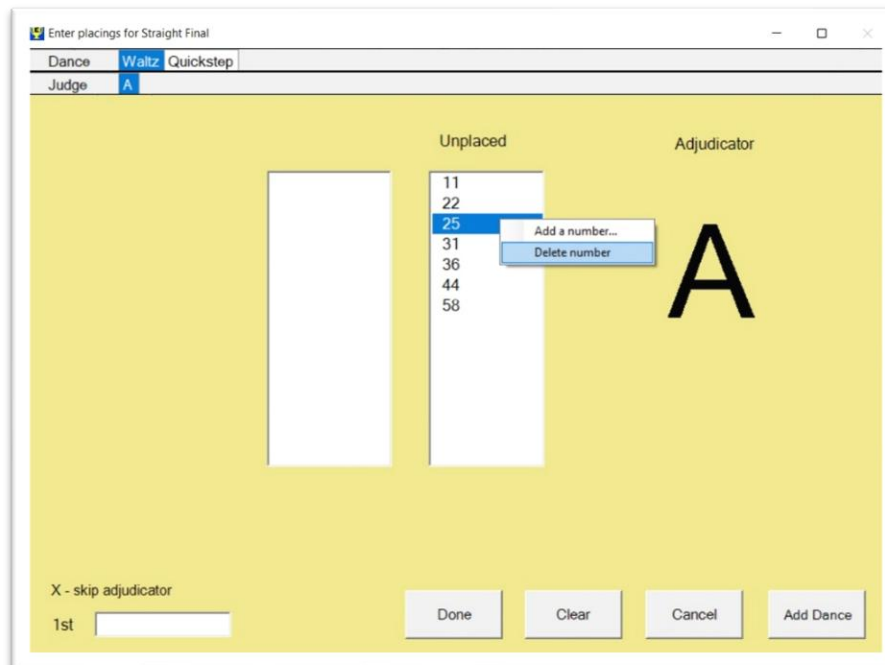 Enter placings for Straight Final
Dance Waltz Quickstep
Judge A
Unplaced
Adjudicator
11
22
25
31
36
44
58
Add a number...
Delete number
A
X - skip adjudicator
1st
Done Clear Cancel Add Dance